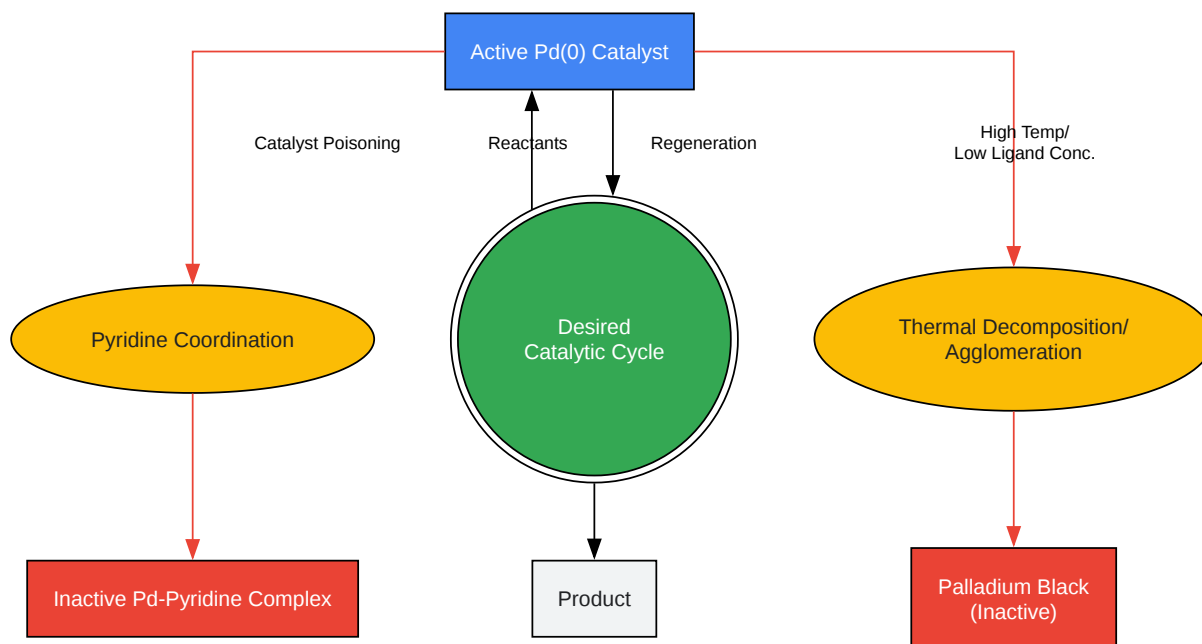 Active Pd(0) Catalyst
Catalyst Poisoning
Reactants
Regeneration
High Temp/
Low Ligand Conc.
Pyridine Coordination
Desired
Catalytic Cycle
Thermal Decomposition/
Agglomeration
Inactive Pd-Pyridine Complex
Product
Palladium Black
(Inactive)